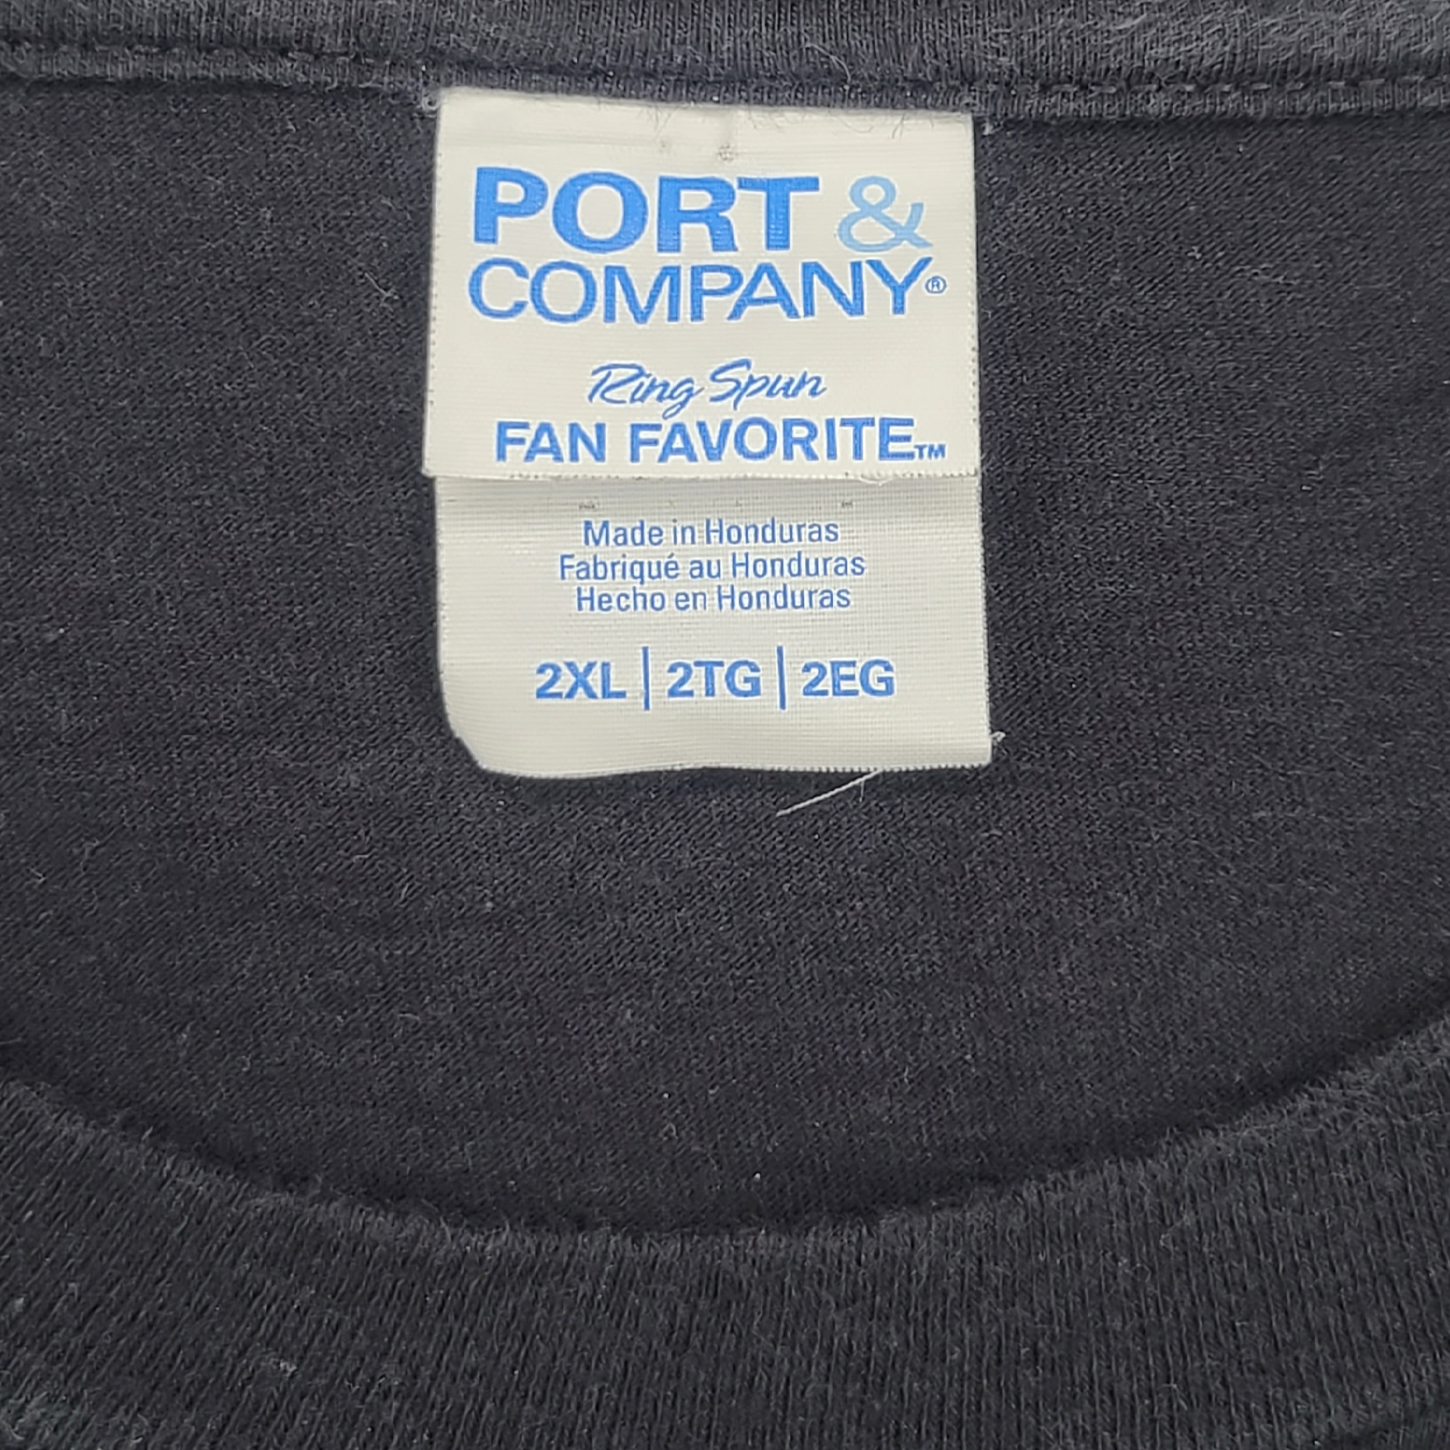 PORT &
COMPANY®
Ring Spun
FAN FAVORITE™
Made in Honduras
Fabriqué au Honduras
Hecho en Honduras
2XL | 2TG | 2EG